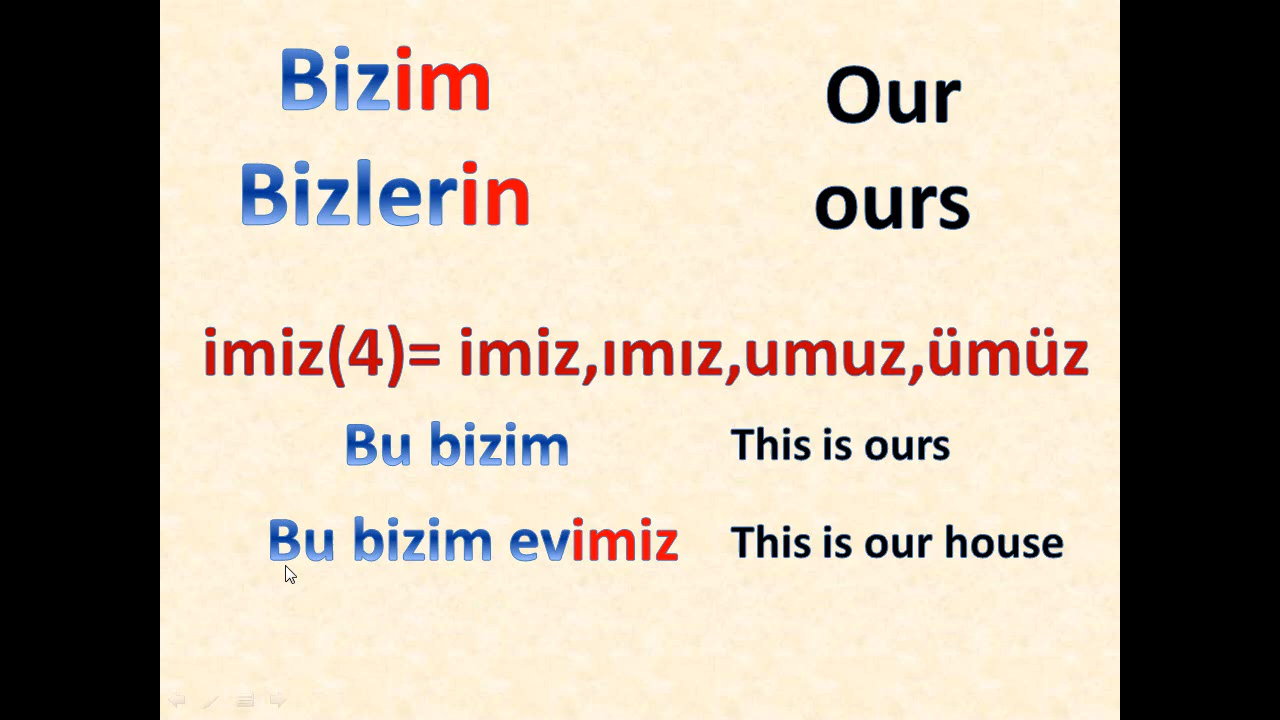 Bizim Our
Bizlerin ours
imiz(4)= imiz,ımız,umuz,ümüz
Bu bizim This is ours
Bu bizim evimiz This is our house